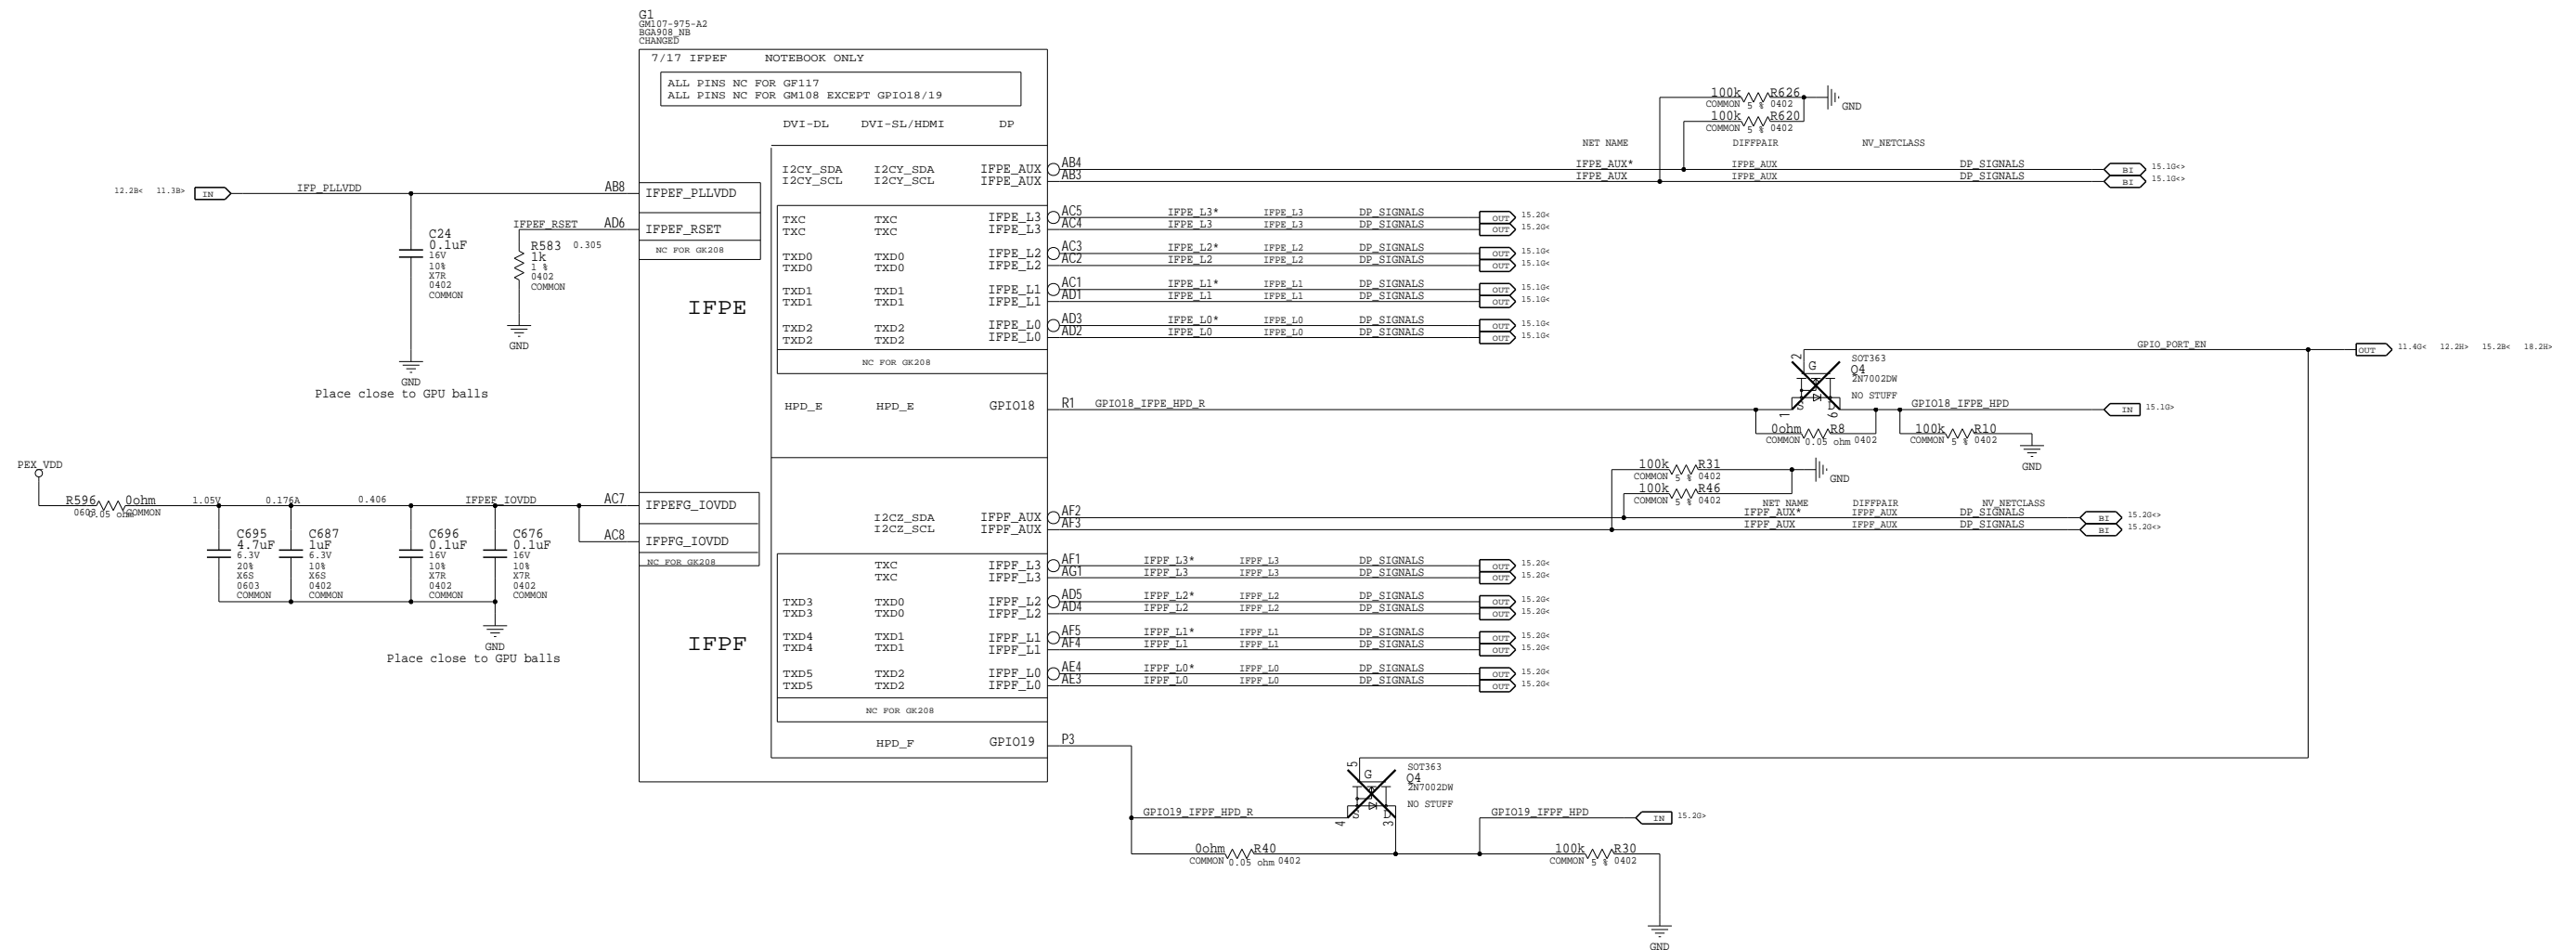 G1
GM107-975-A2
BGA908_NB
CHANGED
7/17 IFPEF NOTEBOOK ONLY
ALL PINS NC FOR GF117
ALL PINS NC FOR GM108 EXCEPT GPIO18/19
DVI-DL DVI-SL/HDMI DP
100k R626
COMMON 5 % 0402
GND
100k R620
COMMON 5 % 0402
NET NAME DIFFPAIR NV_NETCLASS
I2CY_SDA I2CY_SDA IFPE_AUX AB4 IFPE_AUX* IFPE_AUX DP_SIGNALS BI 15.1G<>
I2CY_SCL I2CY_SCL IFPE_AUX AB3 IFPE_AUX IFPE_AUX DP_SIGNALS BI 15.1G<>
12.2B< 11.3B> IN IFP_PLLVDD AB8 IFPEF_PLLVDD
IFPEF_RSET AD6 IFPEF_RSET
NC FOR GK208
C24
0.1uF
16V
10%
X7R
0402
COMMON
GND
Place close to GPU balls
R583 0.305
1k
1 %
0402
COMMON
GND
IFPE
TXC TXC IFPE_L3 AC5 IFPE_L3* IFPE_L3 DP_SIGNALS OUT 15.2G<
TXC TXC IFPE_L3 AC4 IFPE_L3 IFPE_L3 DP_SIGNALS OUT 15.2G<
TXD0 TXD0 IFPE_L2 AC3 IFPE_L2* IFPE_L2 DP_SIGNALS OUT 15.1G<
TXD0 TXD0 IFPE_L2 AC2 IFPE_L2 IFPE_L2 DP_SIGNALS OUT 15.1G<
TXD1 TXD1 IFPE_L1 AC1 IFPE_L1* IFPE_L1 DP_SIGNALS OUT 15.1G<
TXD1 TXD1 IFPE_L1 AD1 IFPE_L1 IFPE_L1 DP_SIGNALS OUT 15.1G<
TXD2 TXD2 IFPE_L0 AD3 IFPE_L0* IFPE_L0 DP_SIGNALS OUT 15.1G<
TXD2 TXD2 IFPE_L0 AD2 IFPE_L0 IFPE_L0 DP_SIGNALS OUT 15.1G<
NC FOR GK208
GPIO_PORT_EN OUT 11.4G< 12.2H> 15.2B< 18.2H>
2
G
SOT363
Q4
2N7002DW
NO STUFF
S D
1 6
HPD_E HPD_E GPIO18 R1 GPIO18_IFPE_HPD_R GPIO18_IFPE_HPD IN 15.1G>
0ohm R8
COMMON 0.05 ohm 0402
100k R10
COMMON 5 % 0402
GND
PEX_VDD
R596 0ohm
0603 0.05 ohm COMMON
1.05V 0.176A 0.406 IFPEF_IOVDD AC7 IFPEFG_IOVDD
AC8 IFPFG_IOVDD
NC FOR GK208
C695
4.7uF
6.3V
20%
X6S
0603
COMMON
C687
1uF
6.3V
10%
X6S
0402
COMMON
C696
0.1uF
16V
10%
X7R
0402
COMMON
C676
0.1uF
16V
10%
X7R
0402
COMMON
GND
Place close to GPU balls
IFPF
100k R31
COMMON 5 % 0402
GND
100k R46
COMMON 5 % 0402
NET NAME DIFFPAIR NV_NETCLASS
I2CZ_SDA IFPF_AUX AF2 IFPF_AUX* IFPF_AUX DP_SIGNALS BI 15.2G<>
I2CZ_SCL IFPF_AUX AF3 IFPF_AUX IFPF_AUX DP_SIGNALS BI 15.2G<>
TXC IFPF_L3 AF1 IFPF_L3* IFPF_L3 DP_SIGNALS OUT 15.2G<
TXC IFPF_L3 AG1 IFPF_L3 IFPF_L3 DP_SIGNALS OUT 15.2G<
TXD3 TXD0 IFPF_L2 AD5 IFPF_L2* IFPF_L2 DP_SIGNALS OUT 15.2G<
TXD3 TXD0 IFPF_L2 AD4 IFPF_L2 IFPF_L2 DP_SIGNALS OUT 15.2G<
TXD4 TXD1 IFPF_L1 AF5 IFPF_L1* IFPF_L1 DP_SIGNALS OUT 15.2G<
TXD4 TXD1 IFPF_L1 AF4 IFPF_L1 IFPF_L1 DP_SIGNALS OUT 15.2G<
TXD5 TXD2 IFPF_L0 AE4 IFPF_L0* IFPF_L0 DP_SIGNALS OUT 15.2G<
TXD5 TXD2 IFPF_L0 AE3 IFPF_L0 IFPF_L0 DP_SIGNALS OUT 15.2G<
NC FOR GK208
HPD_F GPIO19 P3
5
G
SOT363
Q4
2N7002DW
NO STUFF
S D
4 3
GPIO19_IFPF_HPD_R GPIO19_IFPF_HPD IN 15.2G>
0ohm R40
COMMON 0.05 ohm 0402
100k R30
COMMON 5 % 0402
GND